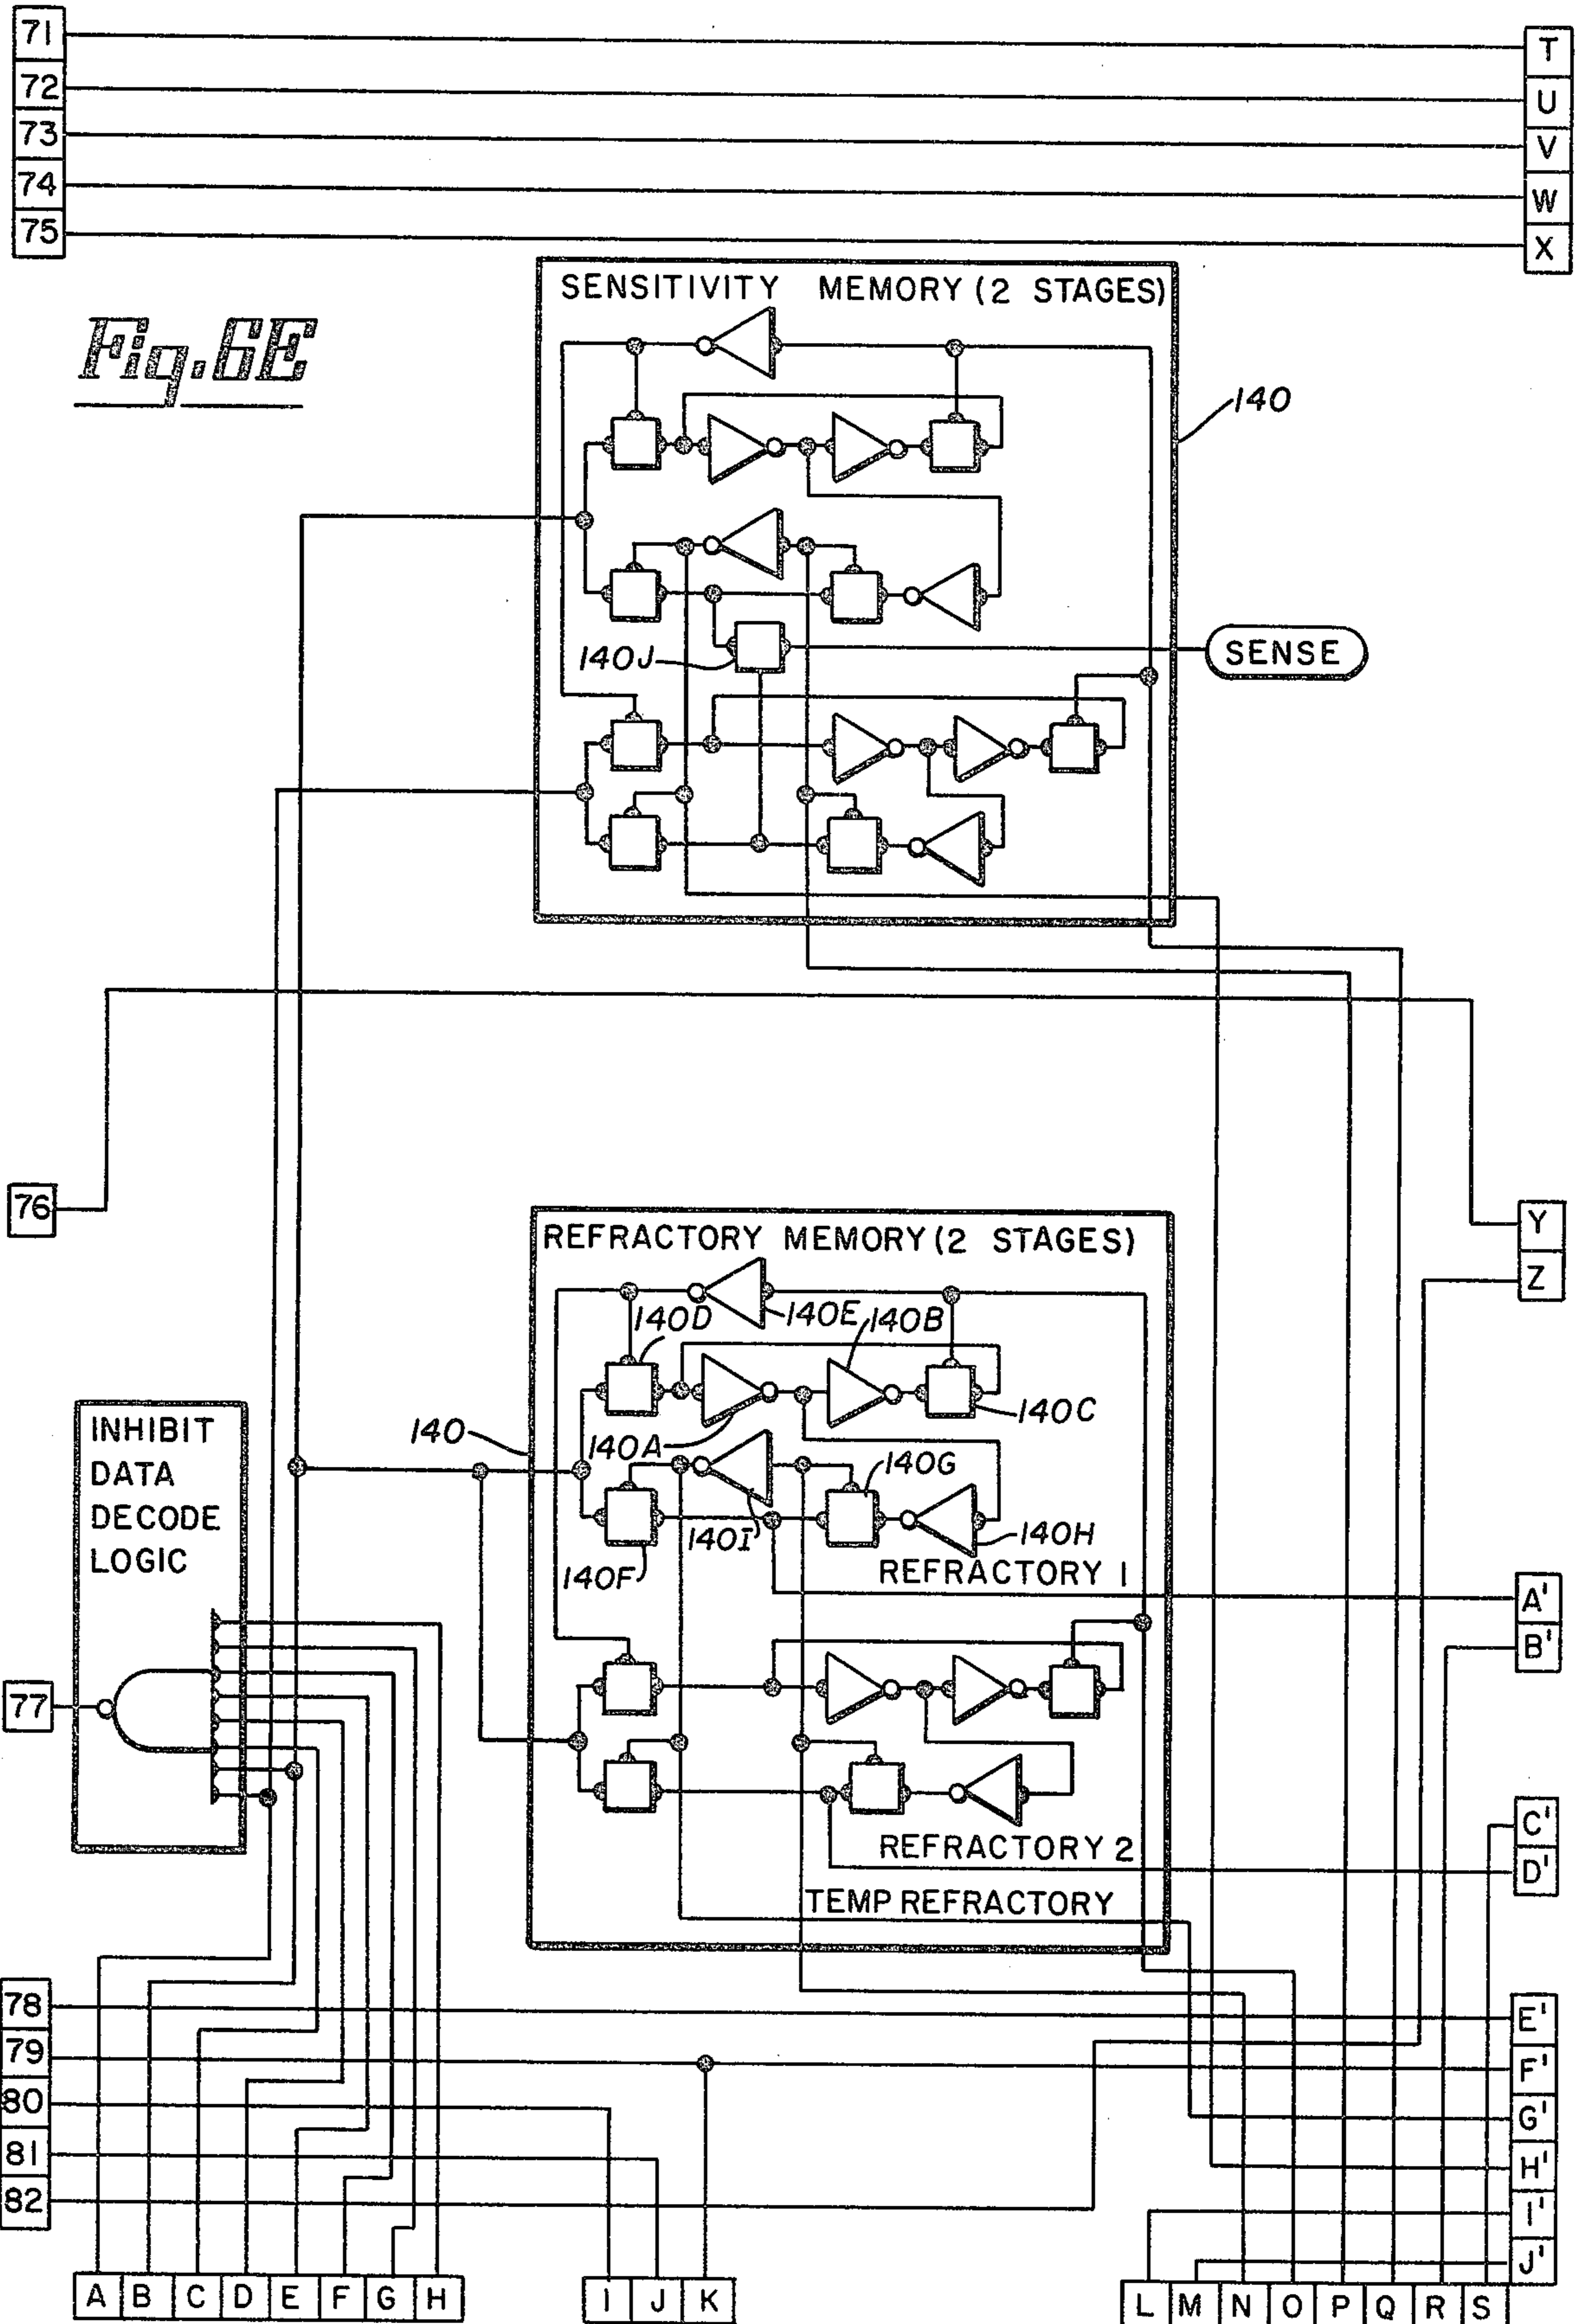 71
T
72
U
73
V
74
W
75
X
Fig. 6E
SENSITIVITY MEMORY (2 STAGES)
140
140J
SENSE
76
Y
Z
REFRACTORY MEMORY (2 STAGES)
140D
140E
140B
140C
140
140A
140G
140I
140H
140F
REFRACTORY 1
INHIBIT
DATA
DECODE
LOGIC
A'
B'
77
REFRACTORY 2
C'
D'
TEMP REFRACTORY
78
E'
79
F'
80
G'
81
H'
82
I'
J'
A B C D E F G H
I J K
L M N O P Q R S